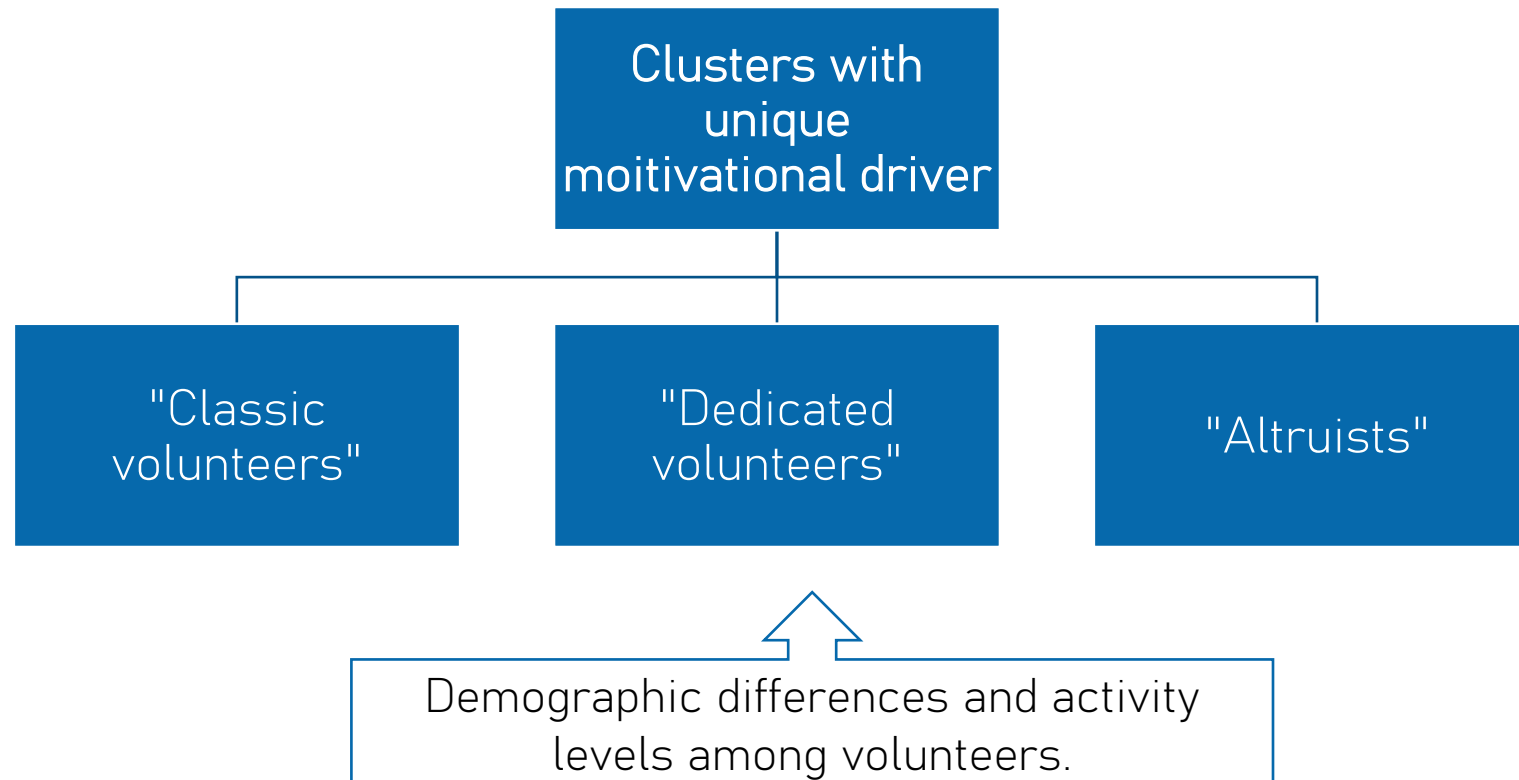 Clusters with
unique
moitivational driver
"Classic
volunteers"
"Dedicated
volunteers"
"Altruists"
Demographic differences and activity
levels among volunteers.